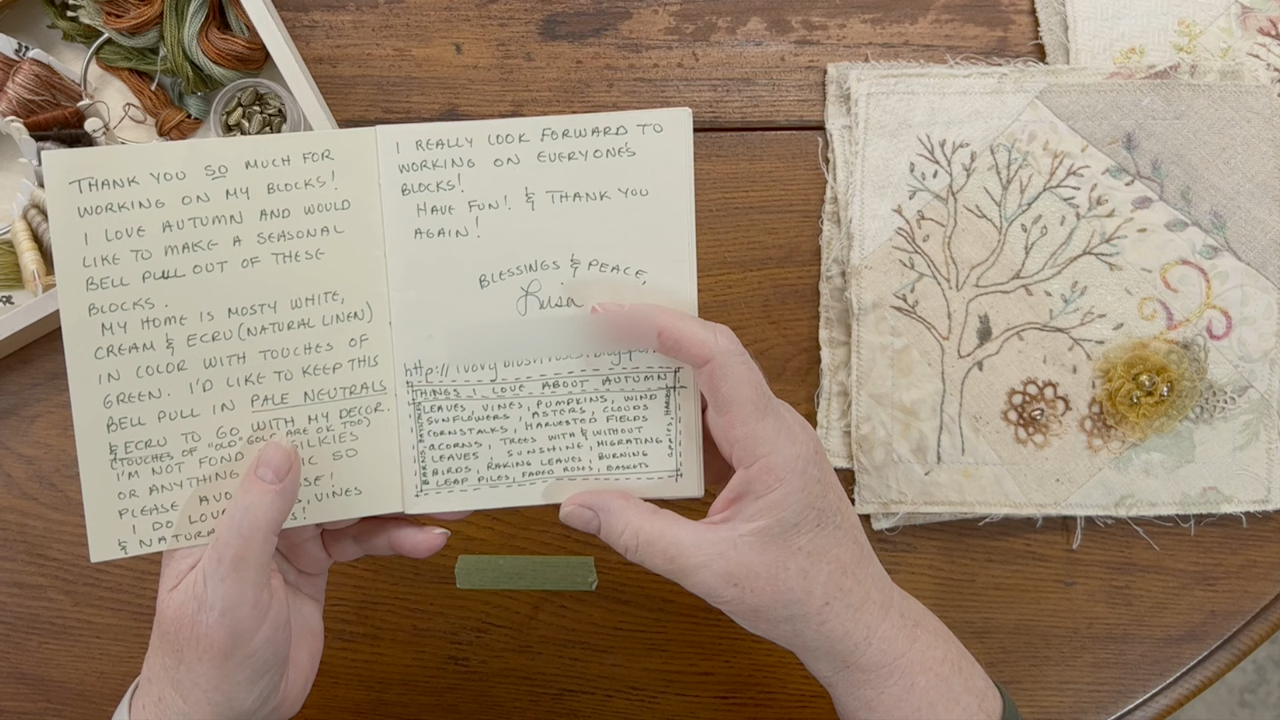 THANK YOU SO MUCH FOR
WORKING ON MY BLOCKS!
I LOVE AUTUMN AND WOULD
LIKE TO MAKE A SEASONAL
BELL PULL OUT OF THESE
BLOCKS.
MY HOME IS MOSTY WHITE,
CREAM & ECRU (NATURAL LINEN)
IN COLOR WITH TOUCHES OF
GREEN. I'D LIKE TO KEEP THIS
BELL PULL IN PALE NEUTRALS
& ECRU TO GO WITH MY DECOR.
(TOUCHES OF "OLD" GOLD ARE OK TOO)
I'M NOT FOND SILKIES
OR ANYTHING SO
PLEASE
I DO VINES
& 
I REALLY LOOK FORWARD TO
WORKING ON EVERYONE'S
BLOCKS!
HAVE FUN! & THANK YOU
AGAIN!
BLESSINGS & PEACE,
Luisa
THINGS I LOVE ABOUT AUTUMN
LEAVES, VINES, PUMPKINS, WIND
SUNFLOWERS, ASTORS, CLOUDS
CORNSTALKS, HARVESTED FIELDS
ACORNS, TREES WITH & WITHOUT
LEAVES, SUNSHINE, MIGRATING
BIRDS, RAKING LEAVES, BURNING
LEAF PILES, FADED ROSES, BASKETS